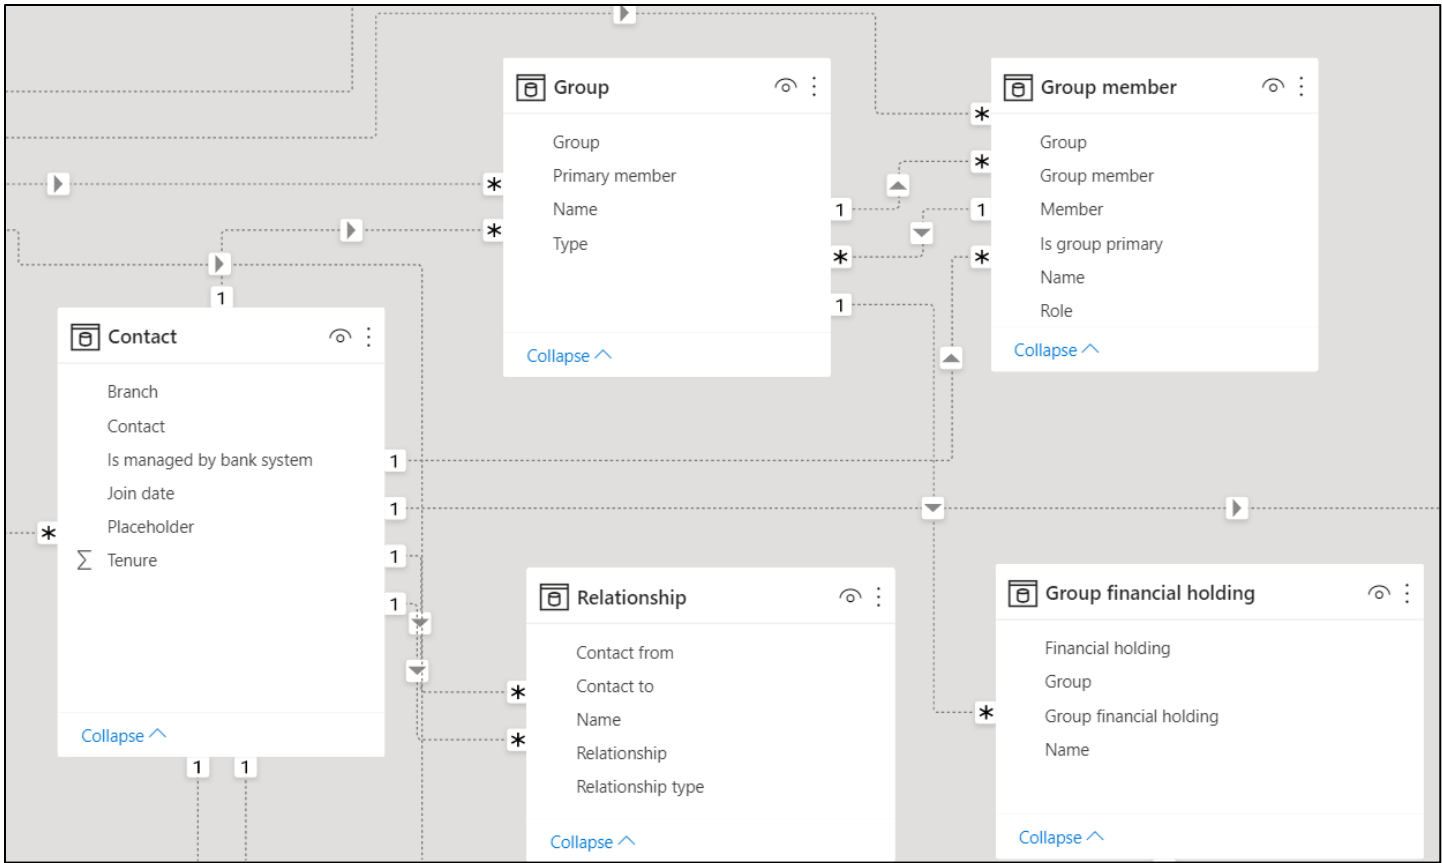 Group
Group
Primary member
Name
Type
Collapse
Group member
Group
Group member
Member
Is group primary
Name
Role
Collapse
*
*
1
*
1
*
*
1
*
1
Contact
Branch
Contact
Is managed by bank system
Join date
Placeholder
Σ Tenure
Collapse
*
1
1
1
1
1
1
Relationship
Contact from
Contact to
Name
Relationship
Relationship type
Collapse
*
*
Group financial holding
Financial holding
Group
Group financial holding
Name
Collapse
*